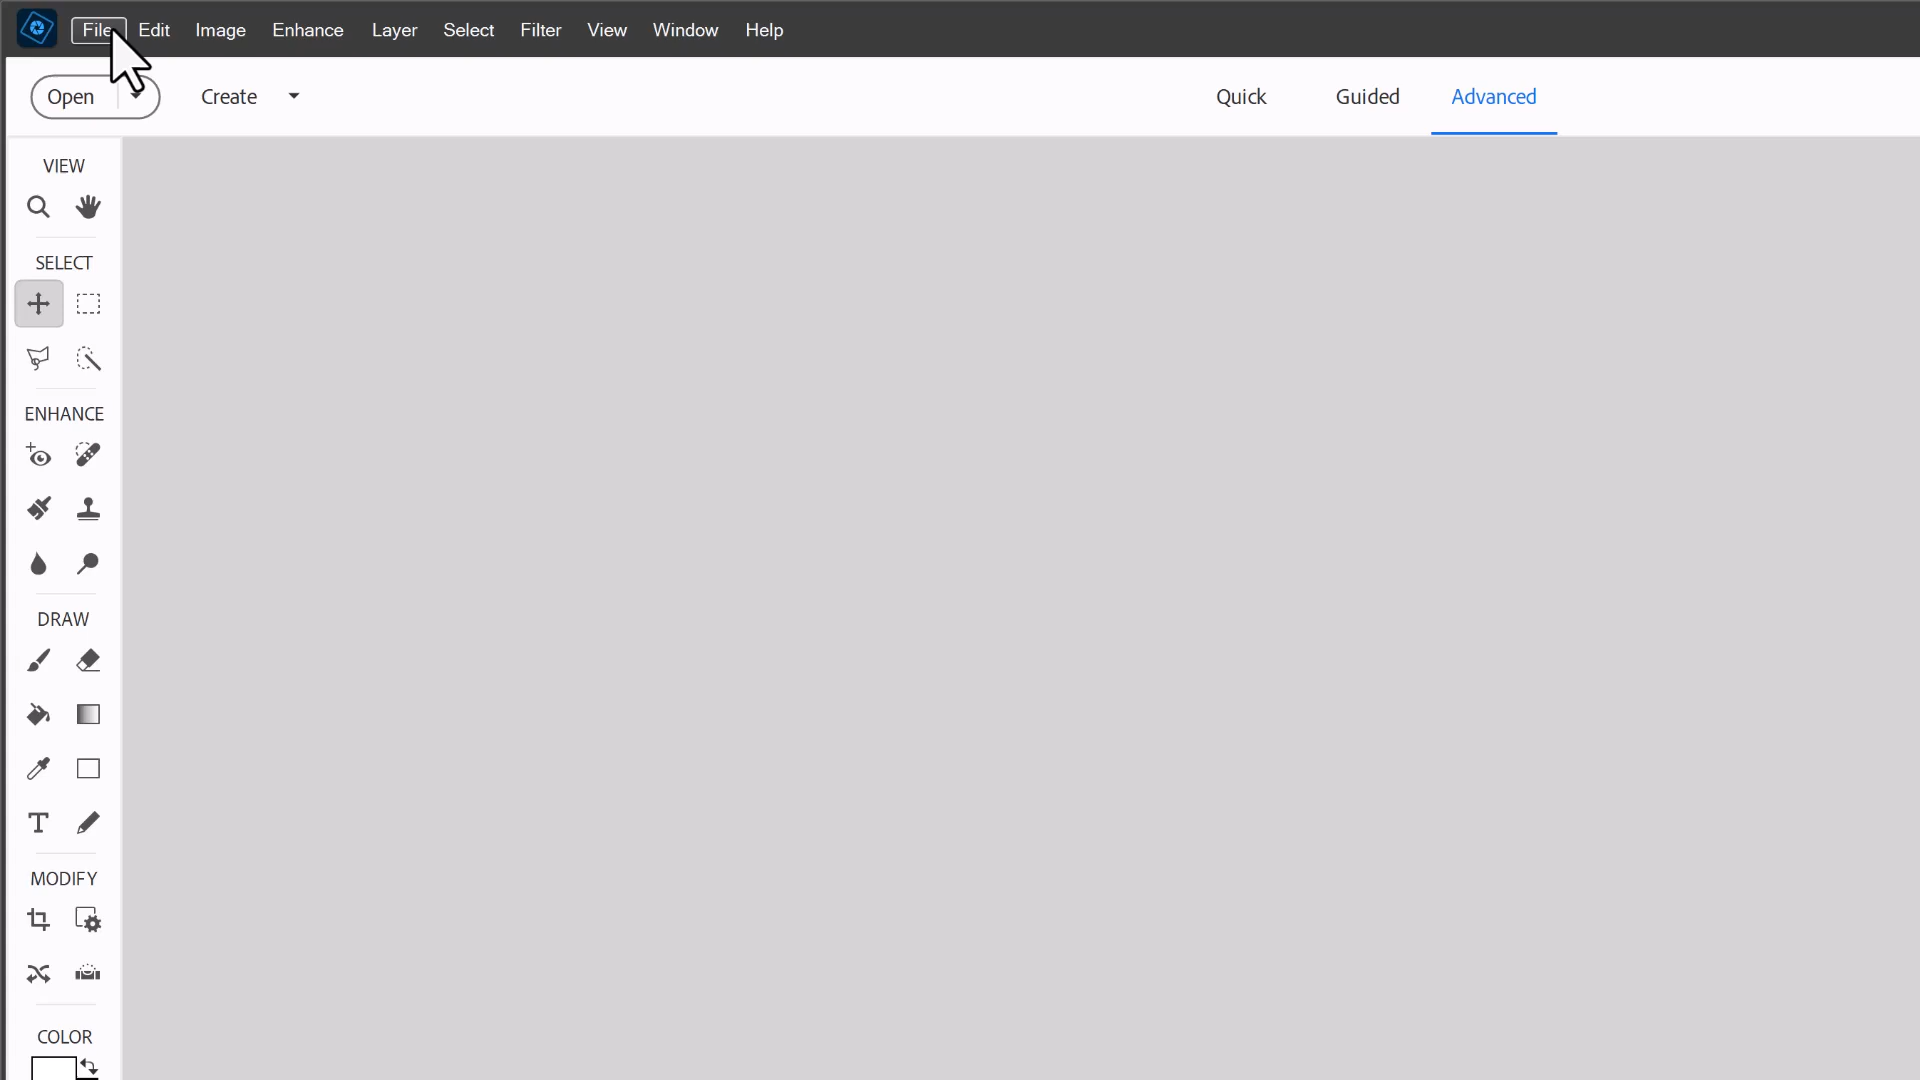 File Edit Image Enhance Layer Select Filter View Window Help
Open Create Quick Guided Advanced
VIEW
SELECT
ENHANCE
DRAW
MODIFY
COLOR